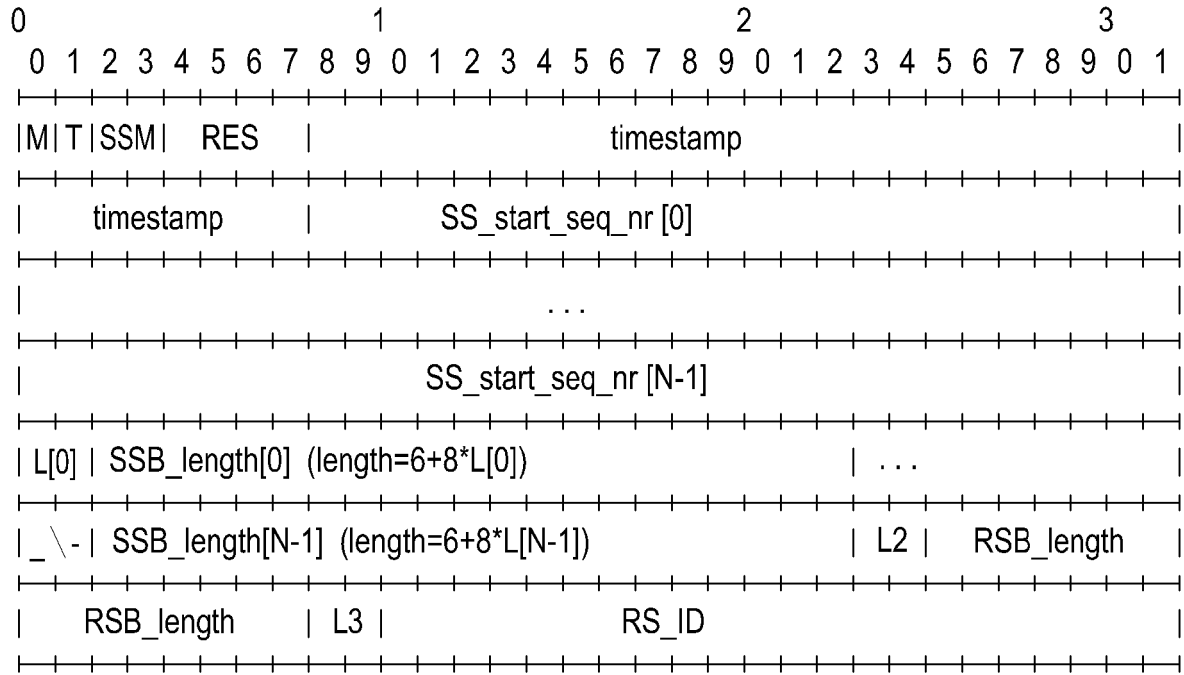 0 1 2 3
0 1 2 3 4 5 6 7 8 9 0 1 2 3 4 5 6 7 8 9 0 1 2 3 4 5 6 7 8 9 0 1
|M|T|SSM| RES | timestamp |
| timestamp | SS_start_seq_nr [0] |
| . . . |
| SS_start_seq_nr [N-1] |
| L[0] | SSB_length[0] (length=6+8*L[0]) | . . .
|_\-| SSB_length[N-1] (length=6+8*L[N-1]) | L2 | RSB_length |
| RSB_length | L3 | RS_ID |